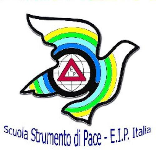 Scuola Strumento di Pace - E.I.P. Italia